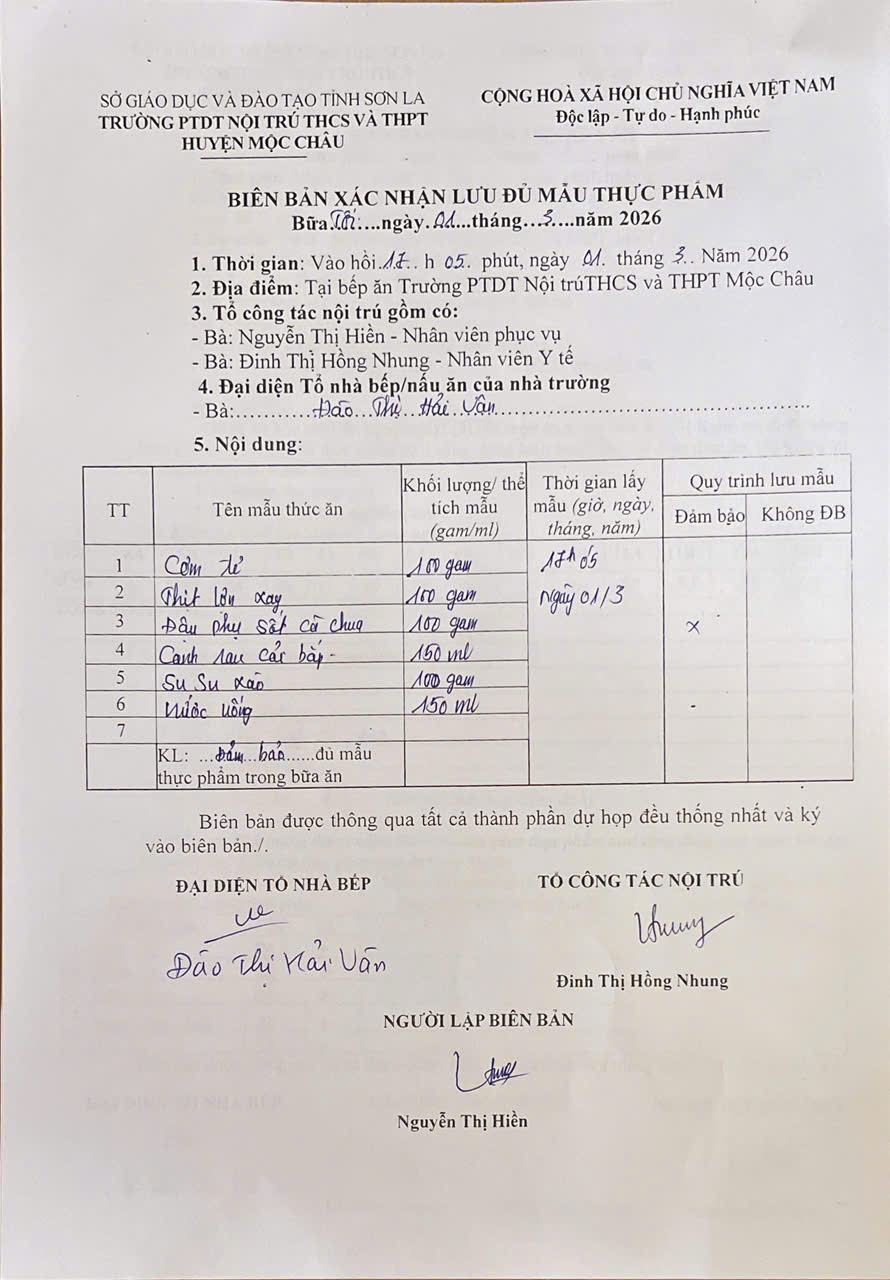 SỞ GIÁO DỤC VÀ ĐÀO TẠO TỈNH SƠN LA
TRƯỜNG PTDT NỘI TRÚ THCS VÀ THPT
HUYỆN MỘC CHÂU
CỘNG HOÀ XÃ HỘI CHỦ NGHĨA VIỆT NAM
Độc lập - Tự do - Hạnh phúc
BIÊN BẢN XÁC NHẬN LƯU ĐỦ MẪU THỰC PHẨM
Bữa Tối....ngày.01...tháng...3....năm 2026
1. Thời gian: Vào hồi.17.. h 05. phút, ngày 01. tháng 3.. Năm 2026
2. Địa điểm: Tại bếp ăn Trường PTDT Nội trúTHCS và THPT Mộc Châu
3. Tổ công tác nội trú gồm có:
- Bà: Nguyễn Thị Hiền - Nhân viên phục vụ
- Bà: Đinh Thị Hồng Nhung - Nhân viên Y tế
4. Đại diện Tổ nhà bếp/nấu ăn của nhà trường
- Bà:............Đào...Thị...Hải...Vân..................................................
5. Nội dung:
TT Tên mẫu thức ăn Khối lượng/ thể tích mẫu (gam/ml) Thời gian lấy mẫu (giờ, ngày, tháng, năm) Quy trình lưu mẫu
Đảm bảo Không ĐB
1 Cơm tẻ 100 gam 17h05
2 Thịt lợn xay 100 gam Ngày 01/3
3 Đậu phụ sốt cà chua 100 gam x
4 Canh rau cải bắp 150 ml
5 Su Su xào 100 gam
6 Nước uống 150 ml
7
KL: ...Đảm...bảo......đủ mẫu
thực phẩm trong bữa ăn
Biên bản được thông qua tất cả thành phần dự họp đều thống nhất và ký
vào biên bản./.
ĐẠI DIỆN TỔ NHÀ BẾP
TỔ CÔNG TÁC NỘI TRÚ
Nhung
Đào Thị Hải Vân
Đinh Thị Hồng Nhung
NGƯỜI LẬP BIÊN BẢN
Nguyễn Thị Hiền